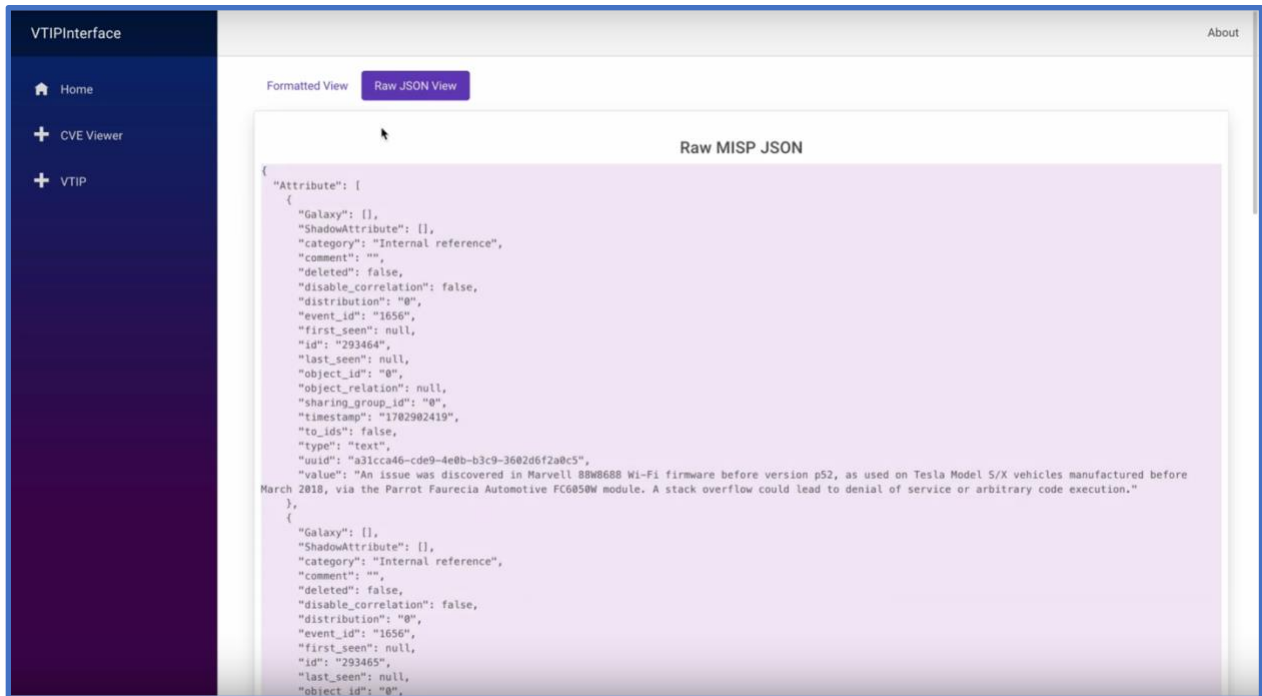 VTIPInterface
About
Home
CVE Viewer
VTIP
Formatted View
Raw JSON View
Raw MISP JSON
{
"Attribute": [
{
"Galaxy": [],
"ShadowAttribute": [],
"category": "Internal reference",
"comment": "",
"deleted": false,
"disable_correlation": false,
"distribution": "0",
"event_id": "1656",
"first_seen": null,
"id": "293464",
"last_seen": null,
"object_id": "0",
"object_relation": null,
"sharing_group_id": "0",
"timestamp": "1702902419",
"to_ids": false,
"type": "text",
"uuid": "a31cca46-cde9-4e0b-b3c9-3602d6f2a0c5",
"value": "An issue was discovered in Marvell 88W8688 Wi-Fi firmware before version p52, as used on Tesla Model S/X vehicles manufactured before
March 2018, via the Parrot Faurecia Automotive FC6050W module. A stack overflow could lead to denial of service or arbitrary code execution."
},
{
"Galaxy": [],
"ShadowAttribute": [],
"category": "Internal reference",
"comment": "",
"deleted": false,
"disable_correlation": false,
"distribution": "0",
"event_id": "1656",
"first_seen": null,
"id": "293465",
"last_seen": null,
"object_id": "0",